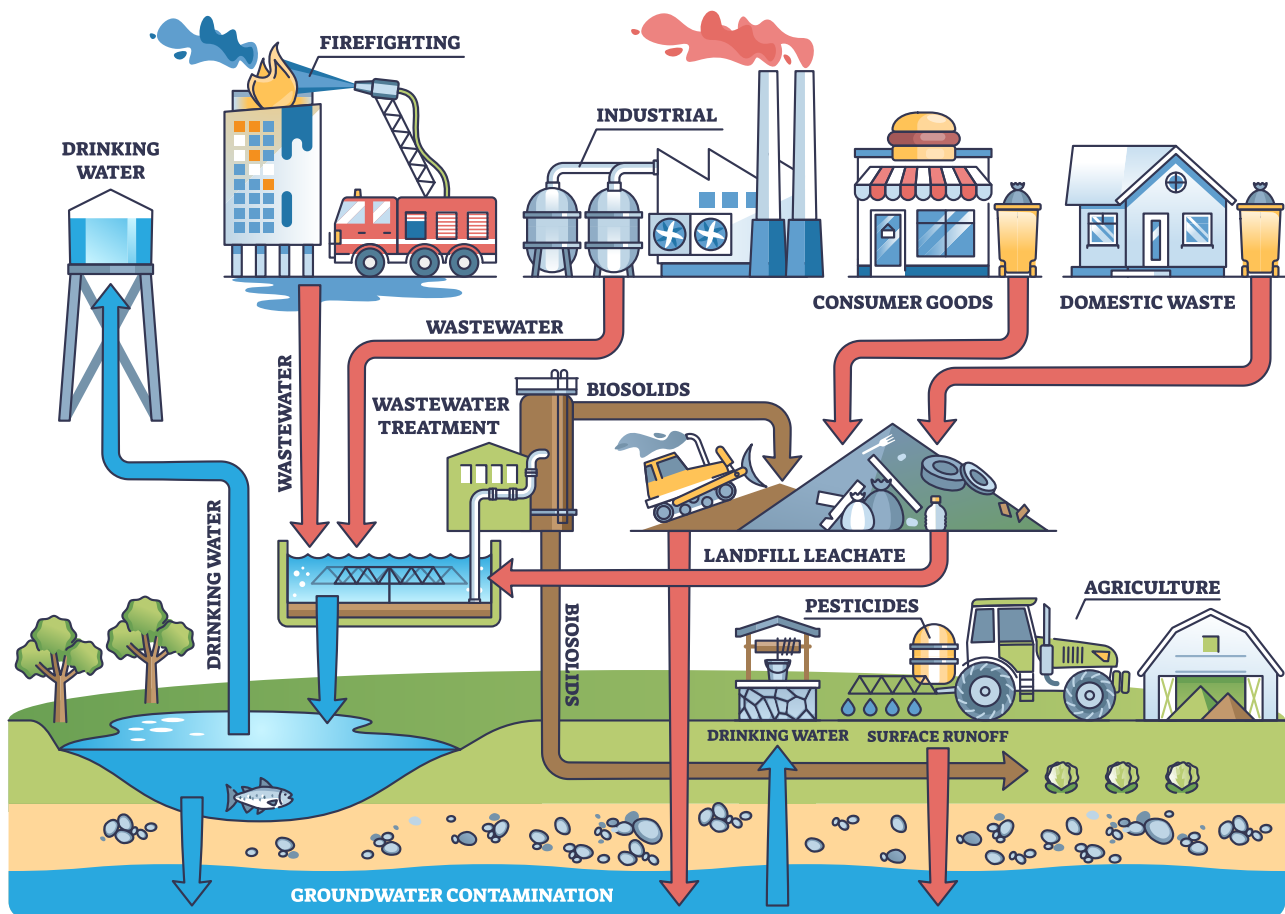 FIREFIGHTING
INDUSTRIAL
DRINKING
WATER
CONSUMER GOODS
DOMESTIC WASTE
WASTEWATER
WASTEWATER
WASTEWATER
TREATMENT
BIOSOLIDS
LANDFILL LEACHATE
DRINKING WATER
BIOSOLIDS
PESTICIDES
AGRICULTURE
DRINKING WATER
SURFACE RUNOFF
GROUNDWATER CONTAMINATION